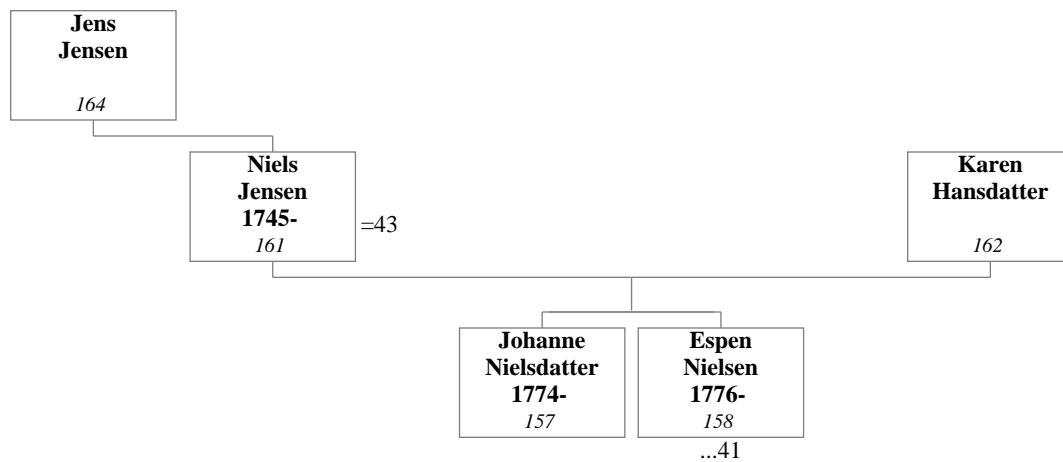 Jens
Jensen
164
Niels
Jensen
1745-
161
=43
Karen
Hansdatter
162
Johanne
Nielsdatter
1774-
157
Espen
Nielsen
1776-
158
...41